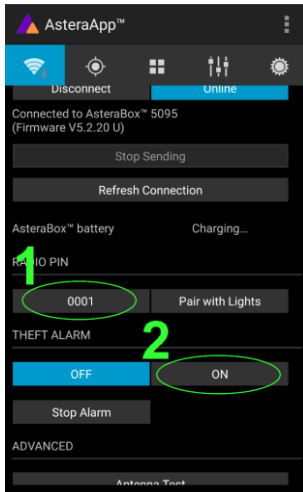 AsteraApp™
Disconnect Online
Connected to AsteraBox™ 5095
(Firmware V5.2.20 U)
Stop Sending
Refresh Connection
AsteraBox™ battery Charging...
1
RADIO PIN
0001 Pair with Lights
2
THEFT ALARM
OFF ON
Stop Alarm
ADVANCED
Antenna Test